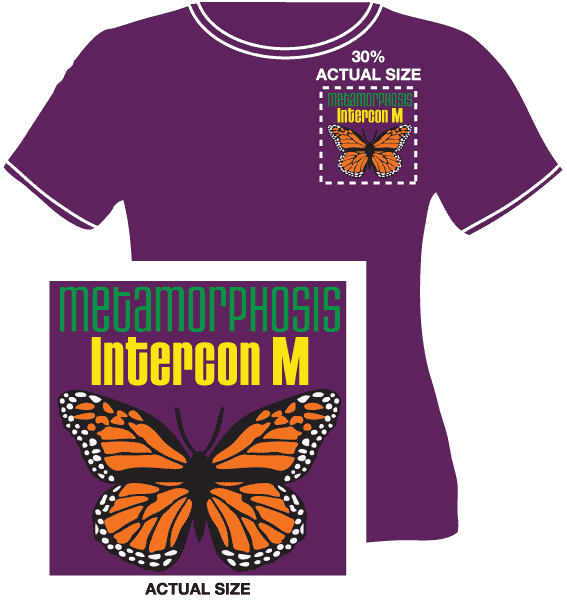 30%
ACTUAL SIZE
metamorphosis
Intercon M
metamorphosis
Intercon M
ACTUAL SIZE